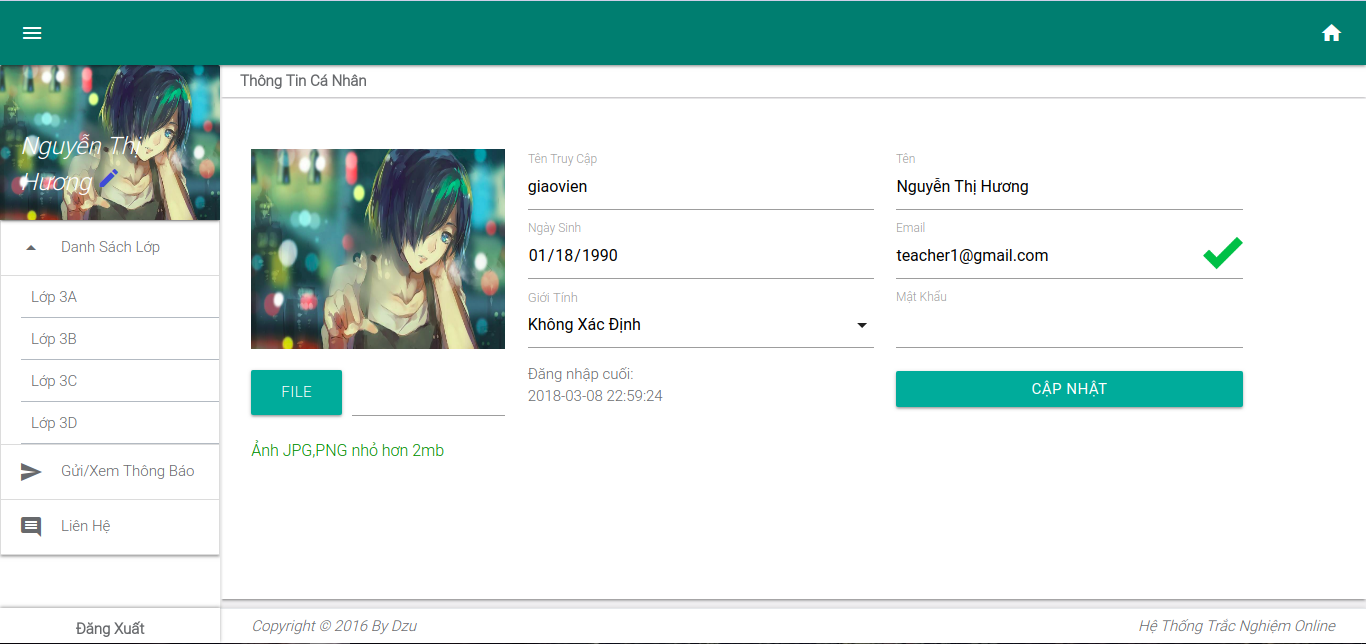 Thông Tin Cá Nhân
Nguyễn Thị
Hương
Danh Sách Lớp
Lớp 3A
Lớp 3B
Lớp 3C
Lớp 3D
Gửi/Xem Thông Báo
Liên Hệ
Đăng Xuất
Tên Truy Cập
giaovien
Tên
Nguyễn Thị Hương
Ngày Sinh
01/18/1990
Email
teacher1@gmail.com
Giới Tính
Không Xác Định
Mật Khẩu
FILE
Đăng nhập cuối:
2018-03-08 22:59:24
CẬP NHẬT
Ảnh JPG,PNG nhỏ hơn 2mb
Copyright © 2016 By Dzu
Hệ Thống Trắc Nghiệm Online